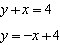 y + x = 4
y = −x + 4